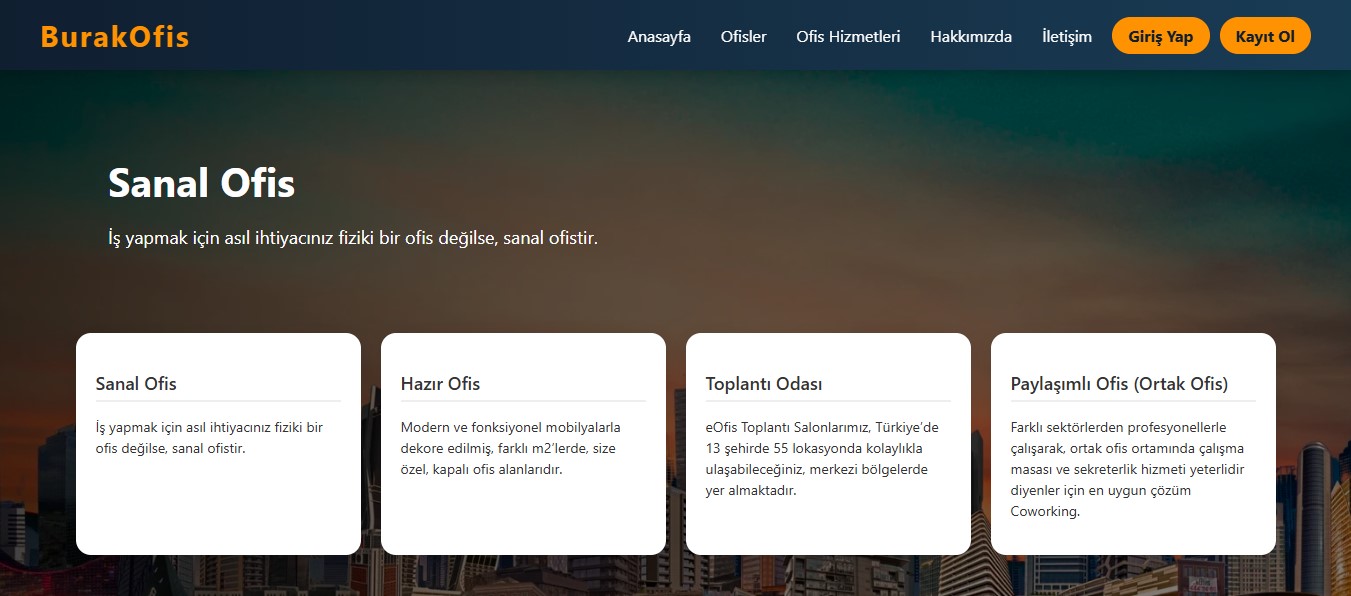 BurakOfis
Anasayfa
Ofisler
Ofis Hizmetleri
Hakkımızda
İletişim
Giriş Yap
Kayıt Ol
Sanal Ofis
İş yapmak için asıl ihtiyacınız fiziki bir ofis değilse, sanal ofistir.
Sanal Ofis
İş yapmak için asıl ihtiyacınız fiziki bir
ofis değilse, sanal ofistir.
Hazır Ofis
Modern ve fonksiyonel mobilyalarla
dekore edilmiş, farklı m2'lerde, size
özel, kapalı ofis alanlarıdır.
Toplantı Odası
eOfis Toplantı Salonlarımız, Türkiye'de
13 şehirde 55 lokasyonda kolaylıkla
ulaşabileceğiniz, merkezi bölgelerde
yer almaktadır.
Paylaşımlı Ofis (Ortak Ofis)
Farklı sektörlerden profesyonellerle
çalışarak, ortak ofis ortamında çalışma
masası ve sekreterlik hizmeti yeterlidir
diyenler için en uygun çözüm
Coworking.